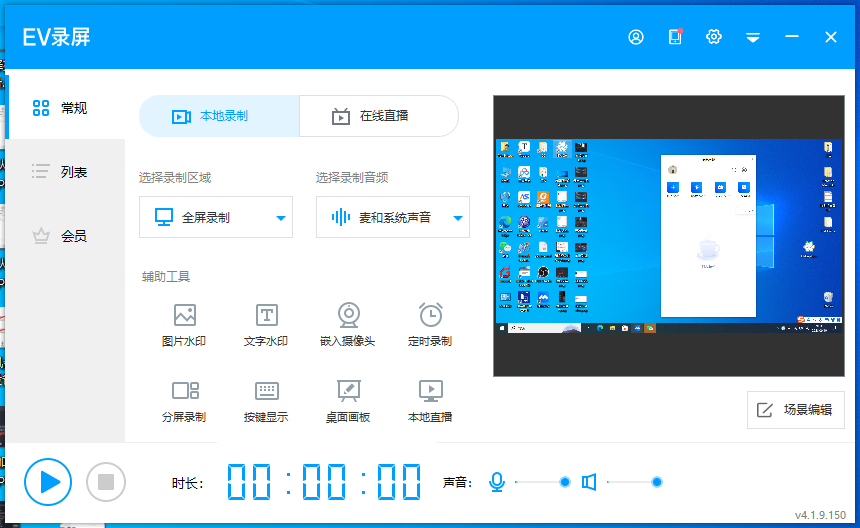 EV录屏
常规
列表
会员
本地录制
在线直播
选择录制区域
选择录制音频
全屏录制
麦和系统声音
辅助工具
图片水印
文字水印
嵌入摄像头
定时录制
分屏录制
按键显示
桌面画板
本地直播
场景编辑
时长:
00:00:00
声音:
v4.1.9.150